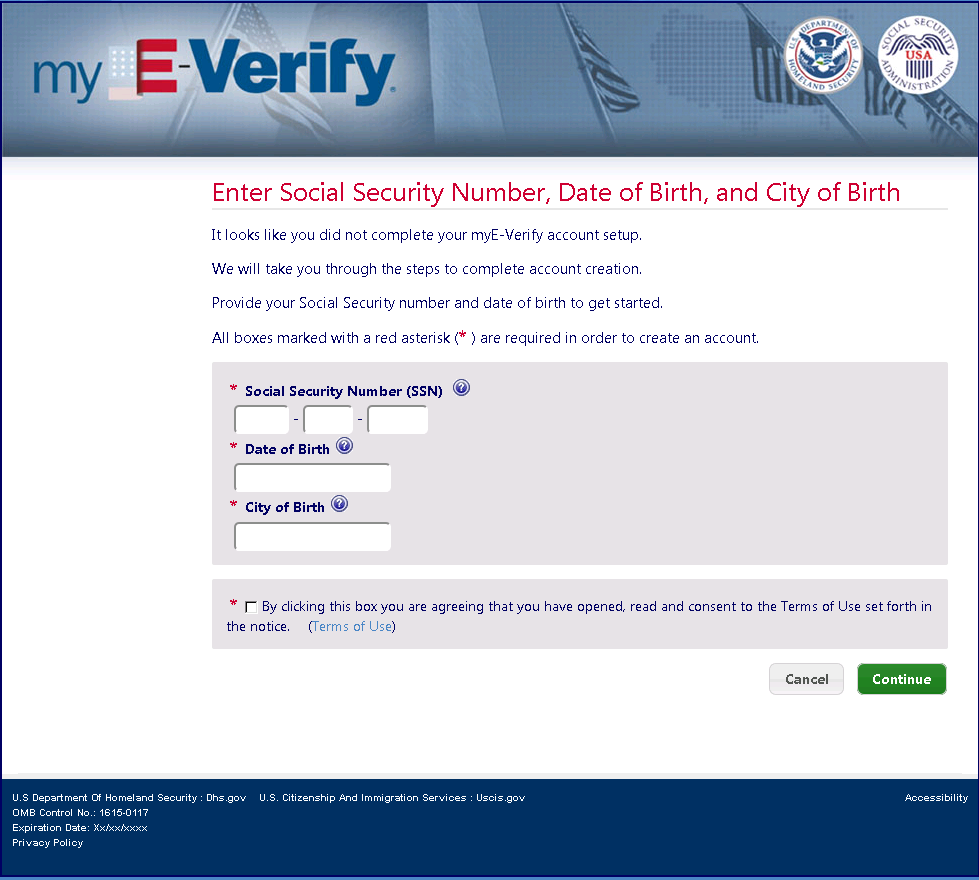 my E-Verify®
U.S. DEPARTMENT OF HOMELAND SECURITY
SOCIAL SECURITY ADMINISTRATION
USA
Enter Social Security Number, Date of Birth, and City of Birth
It looks like you did not complete your myE-Verify account setup.
We will take you through the steps to complete account creation.
Provide your Social Security number and date of birth to get started.
All boxes marked with a red asterisk (* ) are required in order to create an account.
* Social Security Number (SSN) ?
- -
* Date of Birth ?
* City of Birth ?
* By clicking this box you are agreeing that you have opened, read and consent to the Terms of Use set forth in
the notice. (Terms of Use)
Cancel Continue
U.S Department Of Homeland Security : Dhs.gov U.S. Citizenship And Immigration Services : Uscis.gov Accessibility
OMB Control No.: 1615-0117
Expiration Date: Xx/xx/xxxx
Privacy Policy